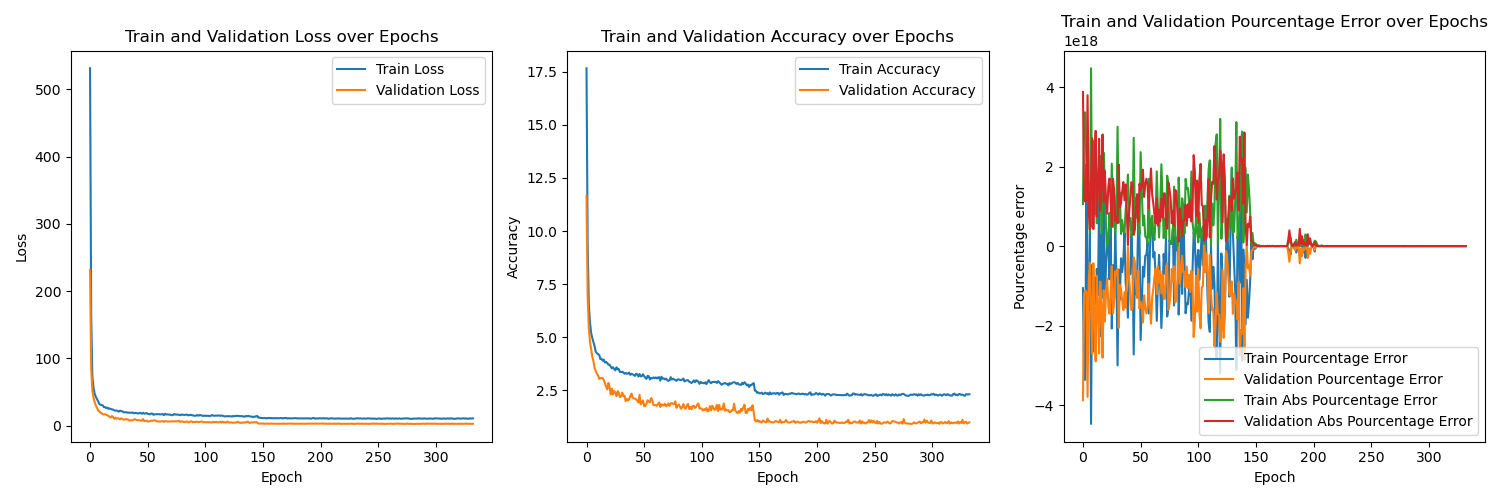 Train and Validation Loss over Epochs
Train Loss
Validation Loss
Loss
500
400
300
200
100
0
0 50 100 150 200 250 300
Epoch
Train and Validation Accuracy over Epochs
Train Accuracy
Validation Accuracy
Accuracy
17.5
15.0
12.5
10.0
7.5
5.0
2.5
0 50 100 150 200 250 300
Epoch
Train and Validation Pourcentage Error over Epochs
1e18
Pourcentage error
4
2
0
−2
−4
Train Pourcentage Error
Validation Pourcentage Error
Train Abs Pourcentage Error
Validation Abs Pourcentage Error
0 50 100 150 200 250 300
Epoch